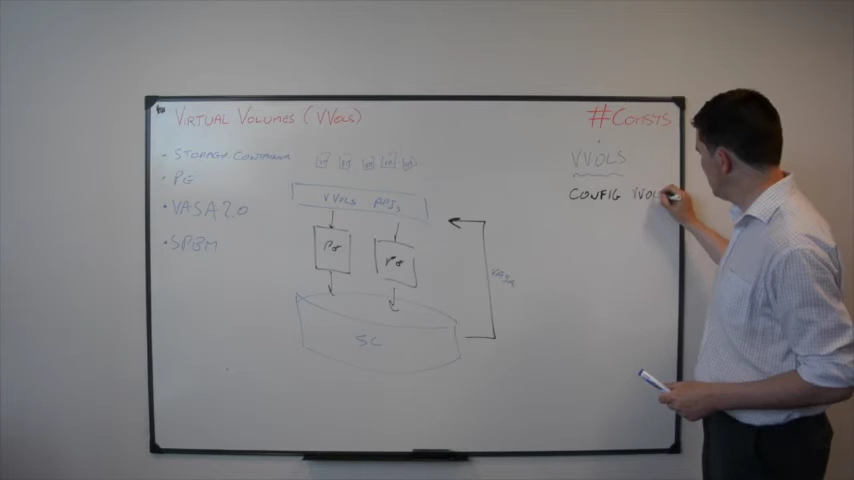 VIRTUAL VOLUMES (VVOLS)
#COMSYS
• STORAGE CONTAINER
• PE
• VASA 2.0
• SPBM
VVOLS APIs
PE
PE
SC
VASA
VVOLS
CONFIG VVOL